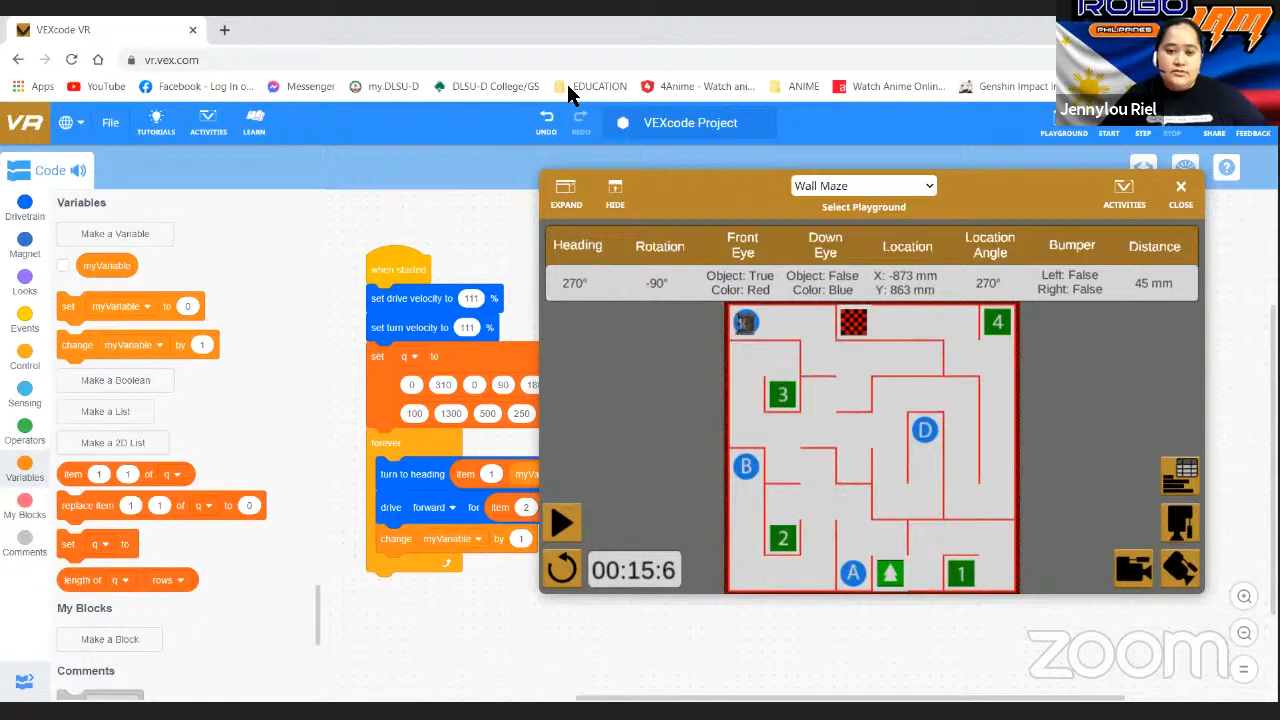 VEXcode VR
ROBO
JAM
PHILIPPINES
vr.vex.com
Apps YouTube Facebook - Log In o... Messenger my.DLSU-D EDUCATION 4Anime - Watch ani... ANIME Watch Anime Online... Genshin Impact
Jennylou Riel
VR File TUTORIALS ACTIVITIES LEARN UNDO REDO VEXcode Project PLAYGROUND START STEP STOP SHARE FEEDBACK
Code
Drivetrain
Magnet
Looks
Events
Control
Sensing
Operators
Variables
My Blocks
Comments
Variables
Make a Variable
myVariable
set myVariable to 0
change myVariable by 1
Make a Boolean
Make a List
Make a 2D List
item 1 1 of q
replace item 1 1 of q to 0
set q to
length of q rows
My Blocks
Make a Block
Comments
when started
set drive velocity to 111 %
set turn velocity to 111 %
set q to
0 310 0 90
100 1300 500 250
forever
turn to heading item 1
drive forward for item 2
change myVariable by 1
EXPAND HIDE Wall Maze ACTIVITIES CLOSE
Select Playground
Heading Rotation Front Eye Down Eye Location Location Angle Bumper Distance
270° -90° Object: True Object: False X: -873 mm 270° Left: False 45 mm
Color: Red Color: Blue Y: 863 mm Right: False
4
3
D
B
2
A 1
00:15:6
zoom